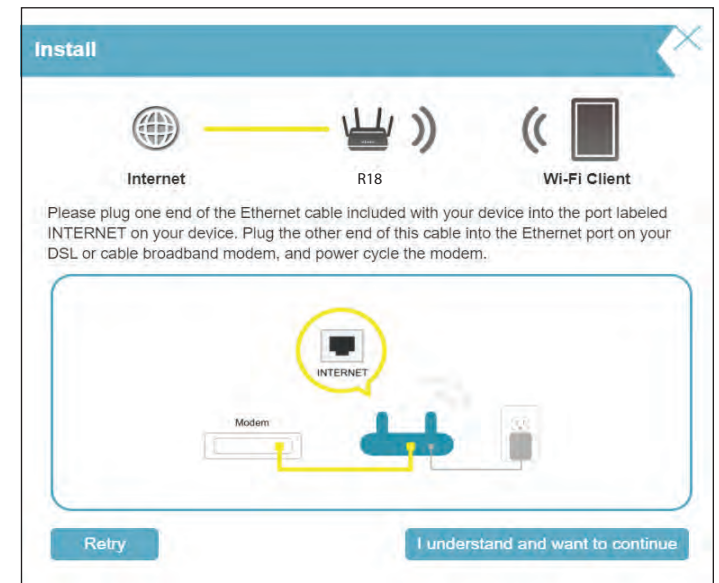 Install
Internet
R18
Wi-Fi Client
Please plug one end of the Ethernet cable included with your device into the port labeled
INTERNET on your device. Plug the other end of this cable into the Ethernet port on your
DSL or cable broadband modem, and power cycle the modem.
INTERNET
Modem
Retry
I understand and want to continue